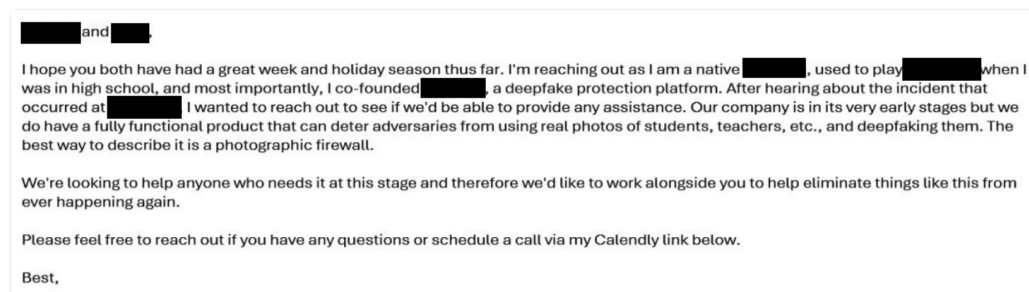 and ,
I hope you both have had a great week and holiday season thus far. I'm reaching out as I am a native , used to play when I
was in high school, and most importantly, I co-founded , a deepfake protection platform. After hearing about the incident that
occurred at I wanted to reach out to see if we'd be able to provide any assistance. Our company is in its very early stages but we
do have a fully functional product that can deter adversaries from using real photos of students, teachers, etc., and deepfaking them. The
best way to describe it is a photographic firewall.
We're looking to help anyone who needs it at this stage and therefore we'd like to work alongside you to help eliminate things like this from
ever happening again.
Please feel free to reach out if you have any questions or schedule a call via my Calendly link below.
Best,